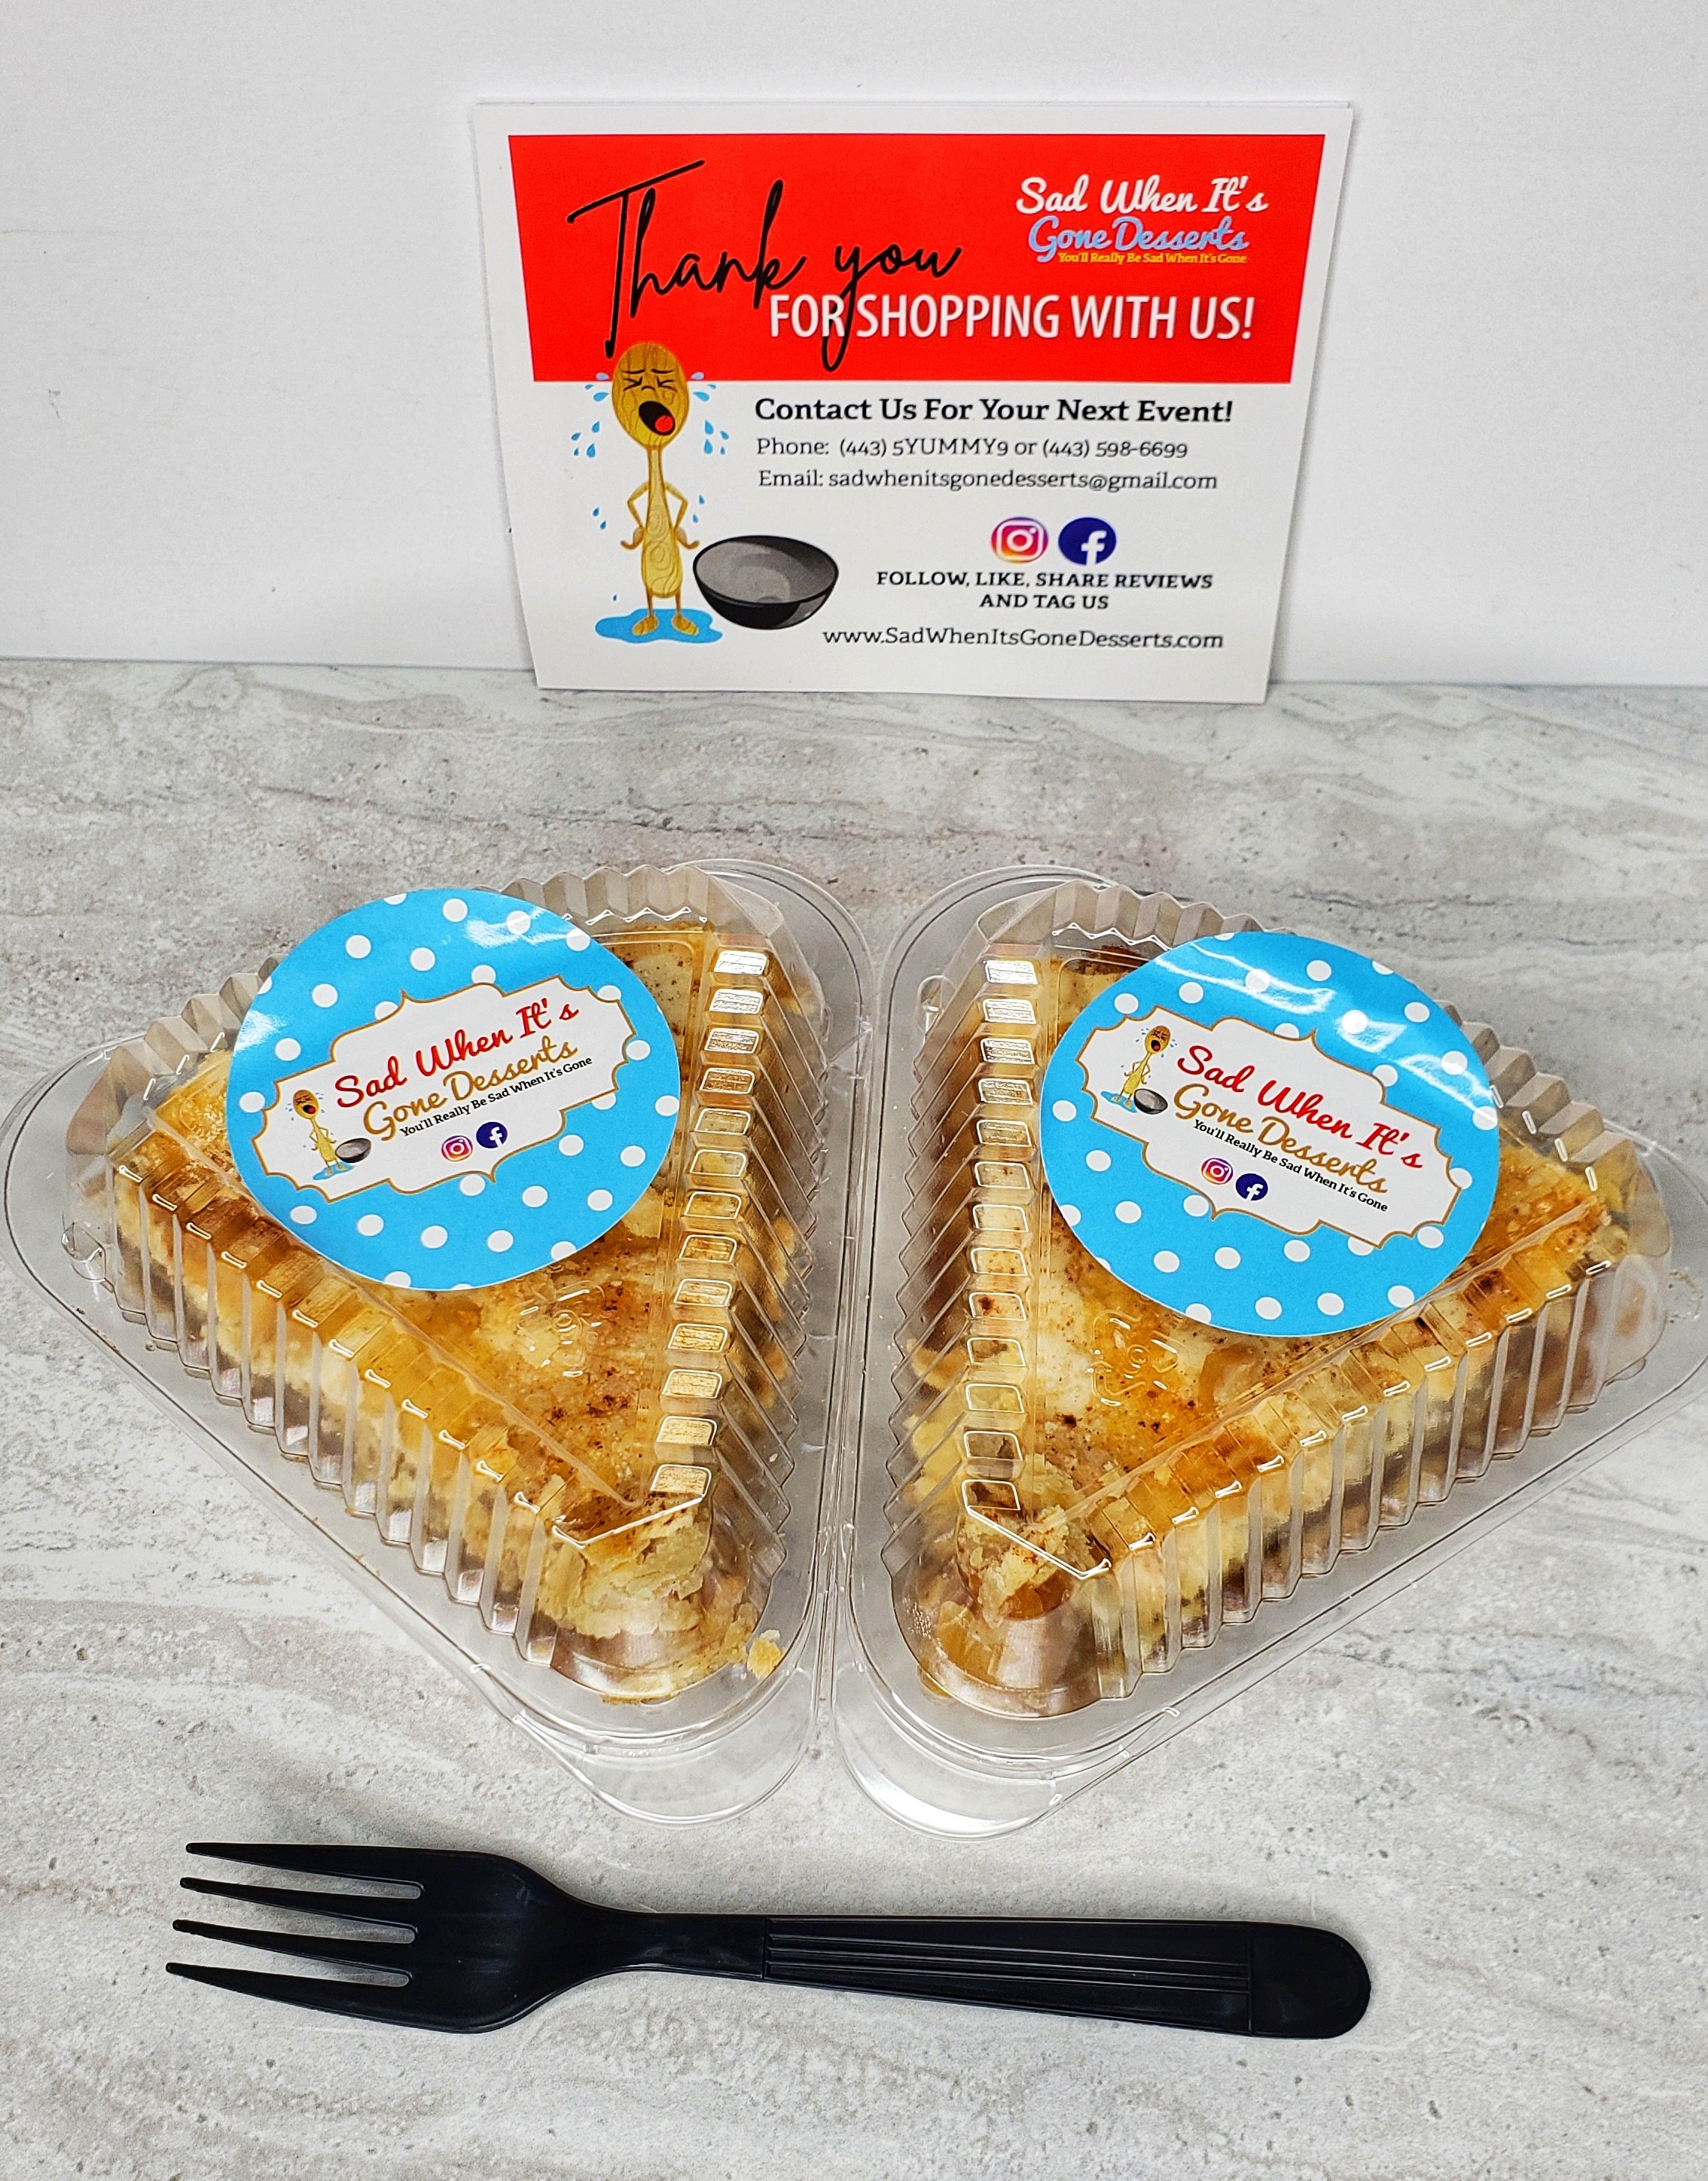 Thank you
FOR SHOPPING WITH US!
Sad When It's
Gone Desserts
You'll Really Be Sad When It's Gone
Contact Us For Your Next Event!
Phone: (443) 5YUMMY9 or (443) 598-6699
Email: sadwhenitsgonedesserts@gmail.com
FOLLOW, LIKE, SHARE REVIEWS
AND TAG US
www.SadWhenItsGoneDesserts.com
Sad When It's
Gone Desserts
You'll Really Be Sad When It's Gone
Sad When It's
Gone Desserts
You'll Really Be Sad When It's Gone